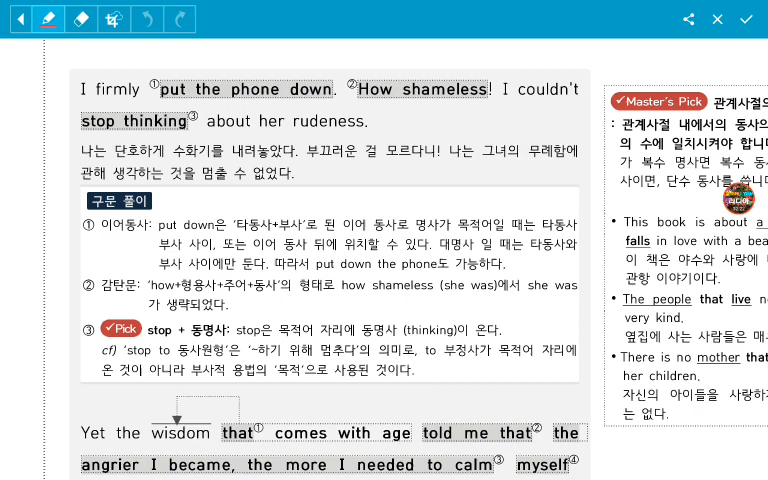 I firmly ①put the phone down. ②How shameless! I couldn't
stop thinking③ about her rudeness.
나는 단호하게 수화기를 내려놓았다. 부끄러운 걸 모르다니! 나는 그녀의 무례함에
관해 생각하는 것을 멈출 수 없었다.
구문 풀이
① 이어동사: put down은 '타동사+부사'로 된 이어 동사로 명사가 목적어일 때는 타동사
부사 사이, 또는 이어 동사 뒤에 위치할 수 있다. 대명사 일 때는 타동사와
부사 사이에만 둔다. 따라서 put down the phone도 가능하다.
② 감탄문: 'how+형용사+주어+동사'의 형태로 how shameless (she was)에서 she was
가 생략되었다.
③ ✓Pick stop + 동명사: stop은 목적어 자리에 동명사 (thinking)이 온다.
cf) 'stop to 동사원형'은 '~하기 위해 멈추다'의 의미로, to 부정사가 목적어 자리에
온 것이 아니라 부사적 용법의 '목적'으로 사용된 것이다.
Yet the wisdom that① comes with age told me that② the
angrier I became, the more I needed to calm③ myself④
✓Master's Pick 관계사절의
: 관계사절 내에서의 동사의
의 수에 일치시켜야 합니다
가 복수 명사면 복수 동
사이면, 단수 동사를 씁니다
• This book is about a
falls in love with a bea
이 책은 야수와 사랑에
관항 이야기이다.
• The people that live ne
very kind.
옆집에 사는 사람들은 매우
• There is no mother that
her children.
자신의 아이들을 사랑하지
는 없다.